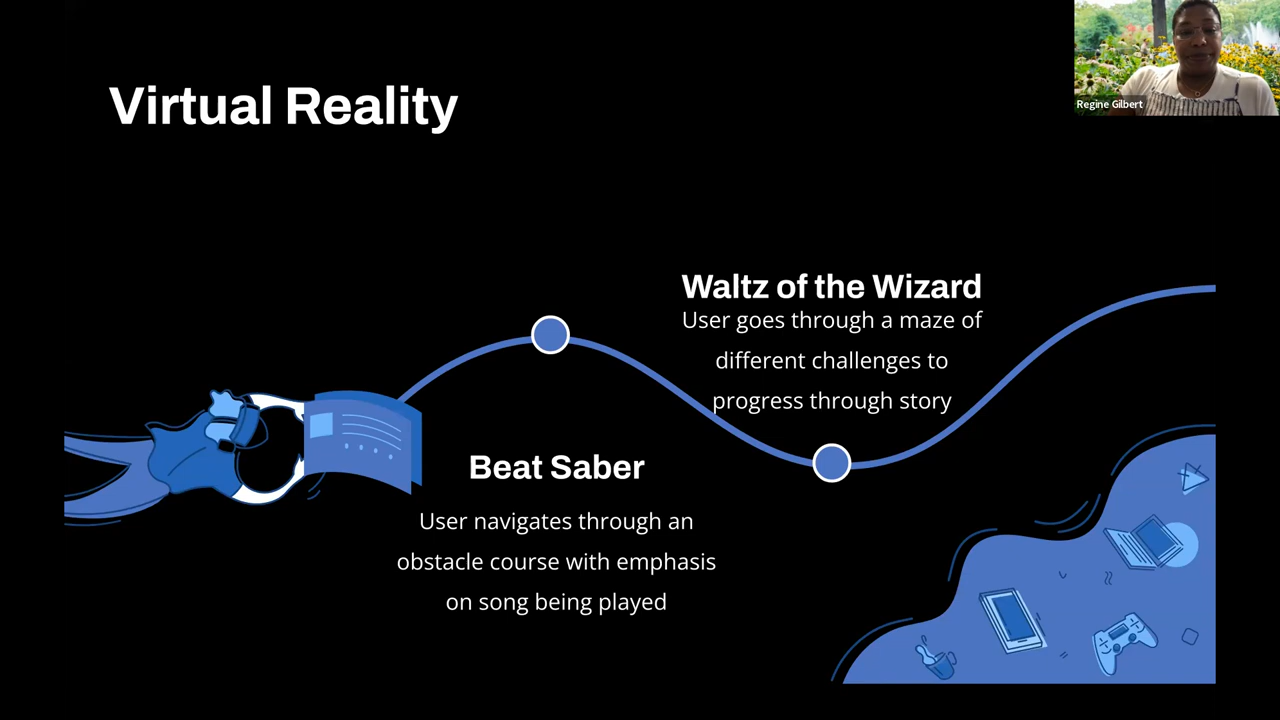 Virtual Reality
Regine Gilbert
Waltz of the Wizard
User goes through a maze of
different challenges to
progress through story
Beat Saber
User navigates through an
obstacle course with emphasis
on song being played